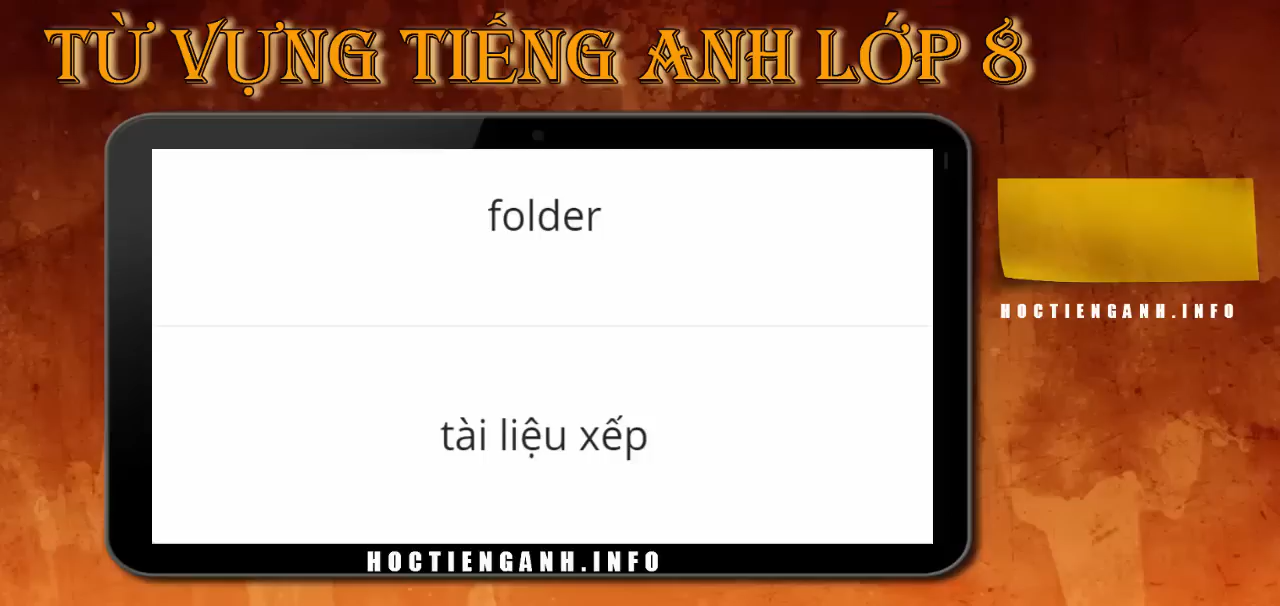 TỪ VỰNG TIẾNG ANH LỚP 8
folder
tài liệu xếp
HOCTIENGANH.INFO
HOCTIENGANH.INFO